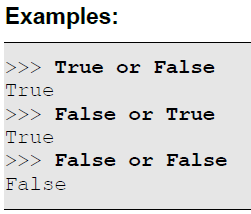 Examples:
>>> True or False
True
>>> False or True
True
>>> False or False
False